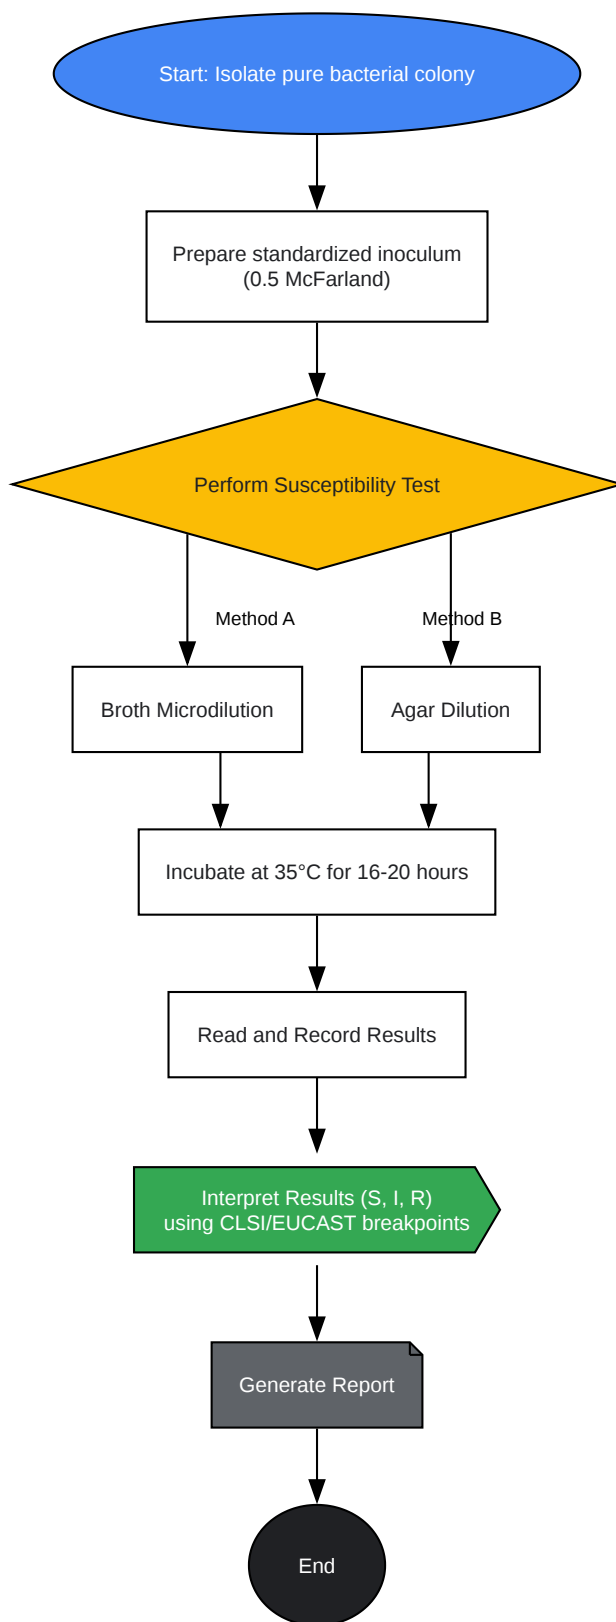 Start: Isolate pure bacterial colony
Prepare standardized inoculum
(0.5 McFarland)
Perform Susceptibility Test
Method A
Method B
Broth Microdilution
Agar Dilution
Incubate at 35°C for 16-20 hours
Read and Record Results
Interpret Results (S, I, R)
using CLSI/EUCAST breakpoints
Generate Report
End